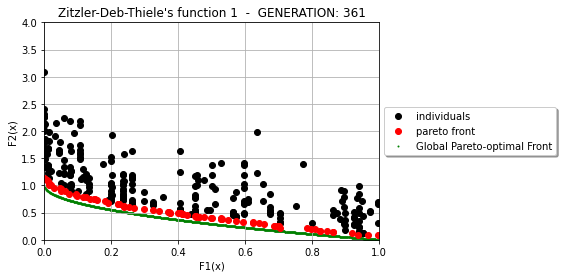 Zitzler-Deb-Thiele's function 1 - GENERATION: 361
4.0
3.5
3.0
2.5
2.0
1.5
1.0
0.5
0.0
F2(x)
0.0 0.2 0.4 0.6 0.8 1.0
F1(x)
individuals
pareto front
Global Pareto-optimal Front